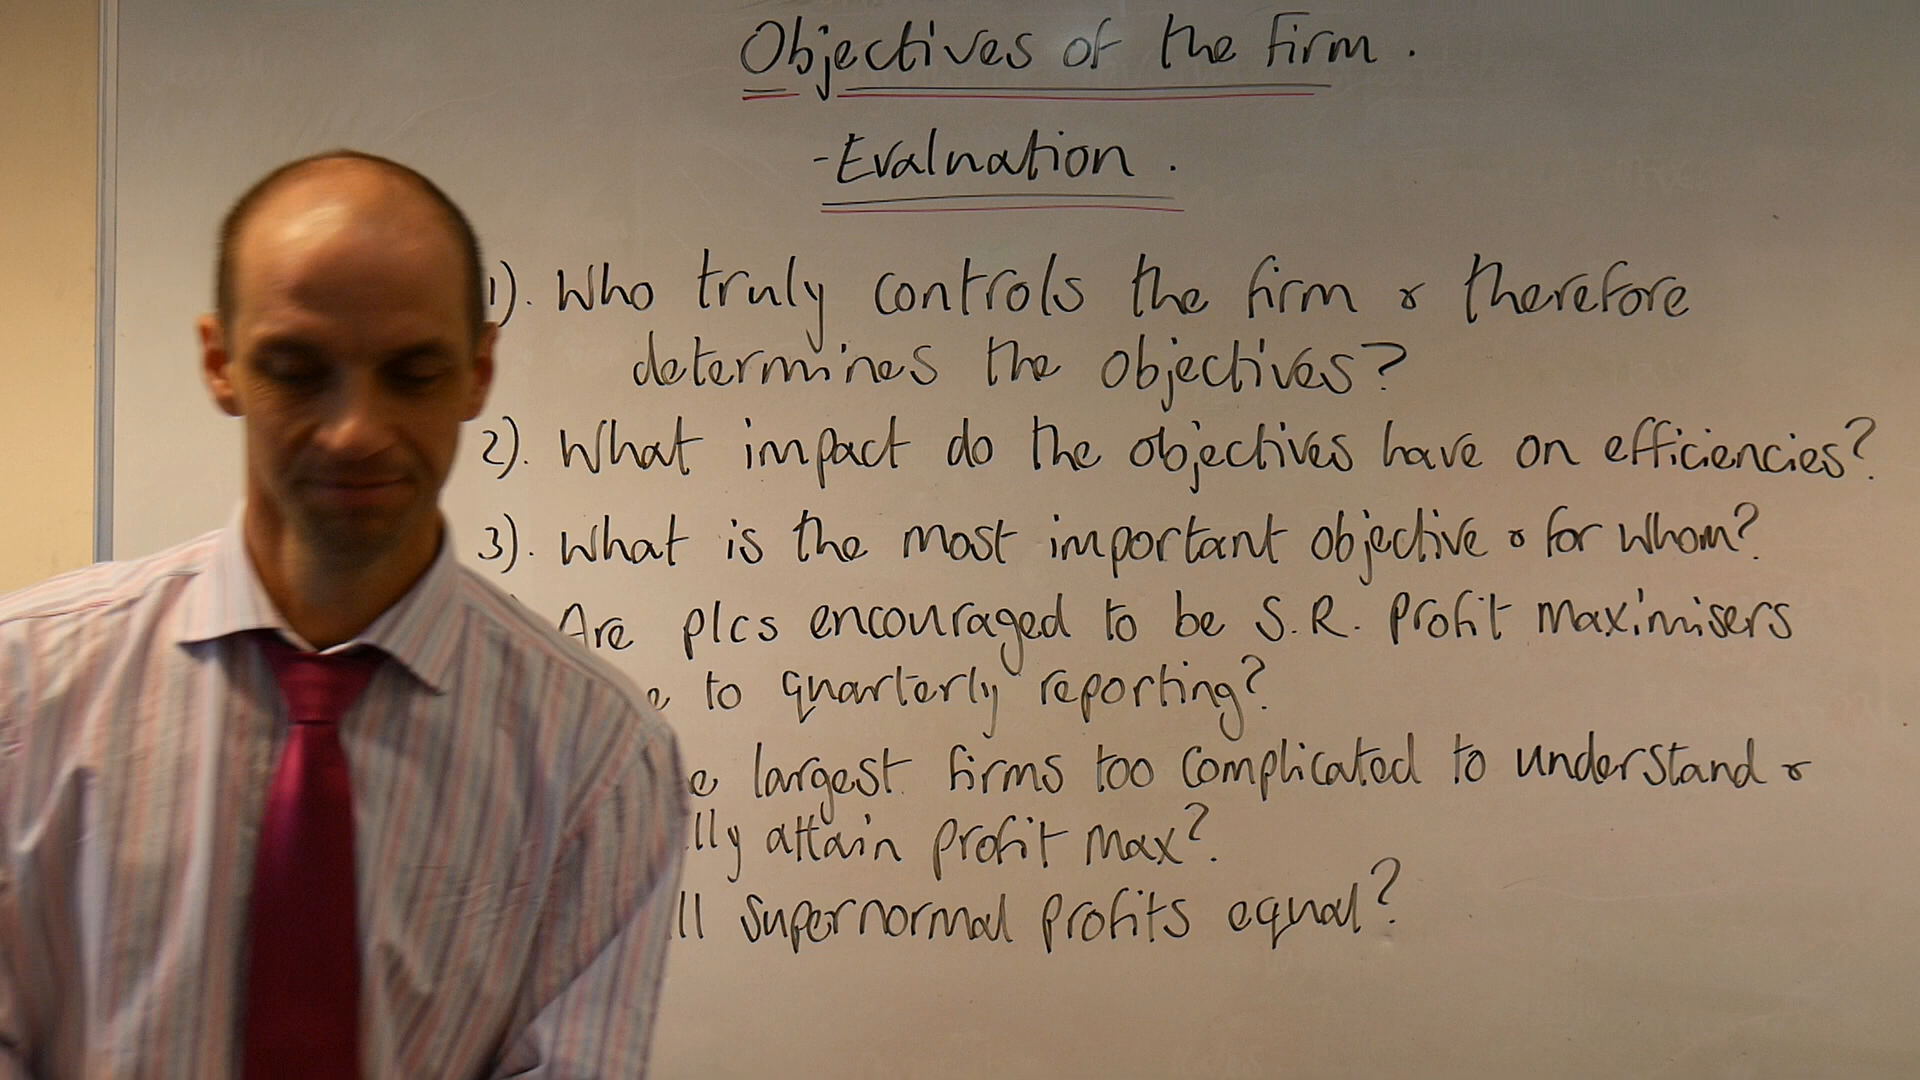 Objectives of the Firm.
-Evaluation.
1). Who truly controls the firm & therefore
determines the objectives?
2). What impact do the objectives have on efficiencies?
3). What is the most important objective & for whom?
Are plcs encouraged to be S.R. Profit Maximisers
to quarterly reporting?
largest firms too complicated to understand &
attain profit max?
supernormal profits equal?